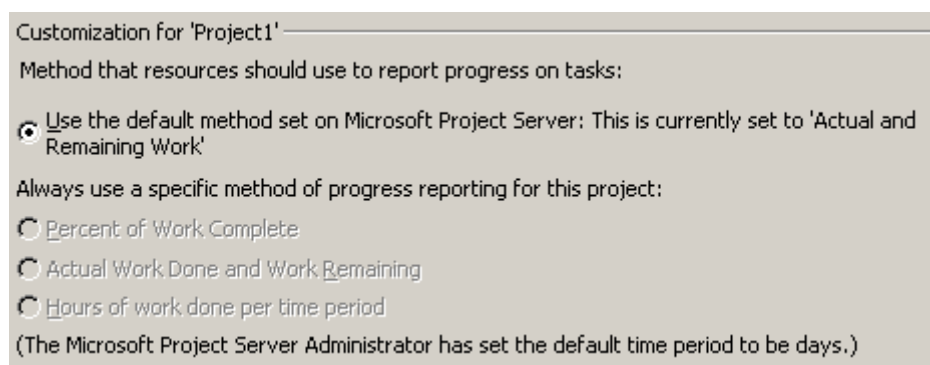 Customization for 'Project1'
Method that resources should use to report progress on tasks:
Use the default method set on Microsoft Project Server: This is currently set to 'Actual and
Remaining Work'
Always use a specific method of progress reporting for this project:
Percent of Work Complete
Actual Work Done and Work Remaining
Hours of work done per time period
(The Microsoft Project Server Administrator has set the default time period to be days.)